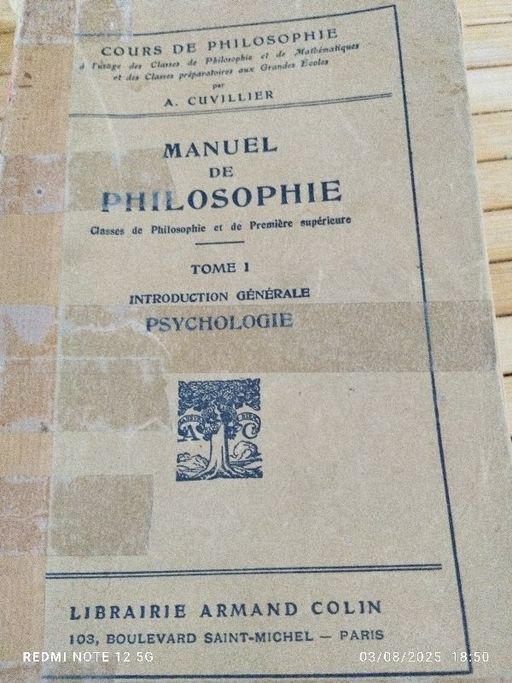 COURS DE PHILOSOPHIE
à l'usage des Classes de Philosophie et de Mathématiques
et des Classes préparatoires aux Grandes Écoles
par
A. CUVILLIER
MANUEL
DE
PHILOSOPHIE
Classes de Philosophie et de Première supérieure
TOME I
INTRODUCTION GÉNÉRALE
PSYCHOLOGIE
A C
LIBRAIRIE ARMAND COLIN
103, BOULEVARD SAINT-MICHEL — PARIS
REDMI NOTE 12 5G
03/08/2025 18:50